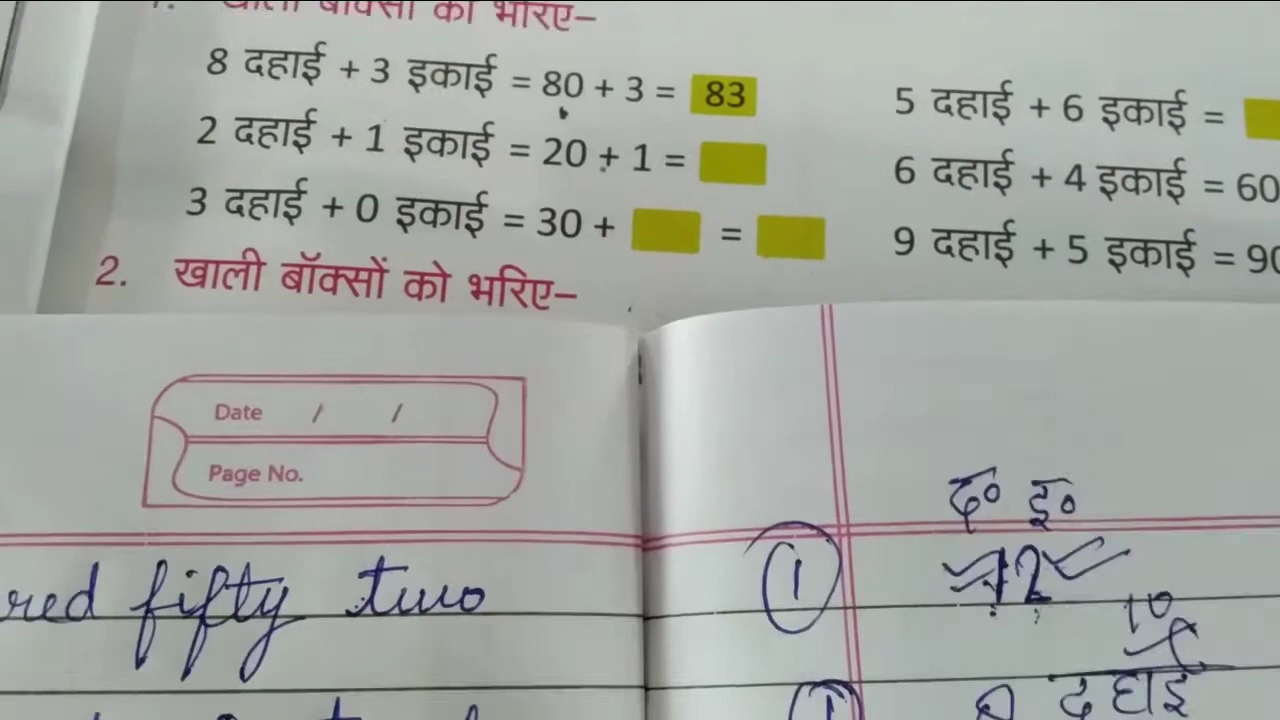 खाली बॉक्सों को भरिए–
8 दहाई + 3 इकाई = 80 + 3 = 83
2 दहाई + 1 इकाई = 20 + 1 =
3 दहाई + 0 इकाई = 30 + =
5 दहाई + 6 इकाई =
6 दहाई + 4 इकाई = 60
9 दहाई + 5 इकाई = 90
2. खाली बॉक्सों को भरिए–
Date / /
Page No.
red fifty two
द० इ०
1 12
10
दहाई